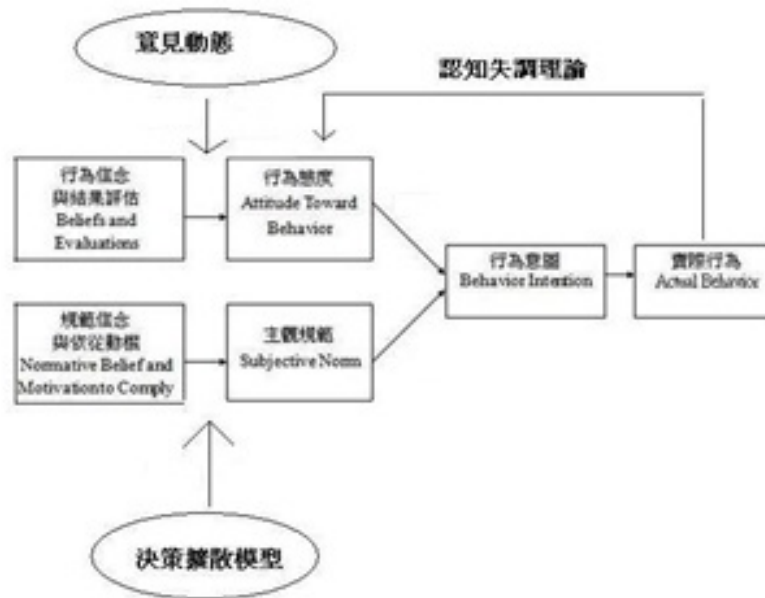 意見動態
認知失調理論
行為信念
與結果評估
Beliefs and
Evaluations
行為態度
Attitude Toward
Behavior
行為意圖
Behavior Intention
實際行為
Actual Behavior
規範信念
與依從動機
Normative Belief and
Motivationto Comply
主觀規範
Subjective Norm
決策擴散模型